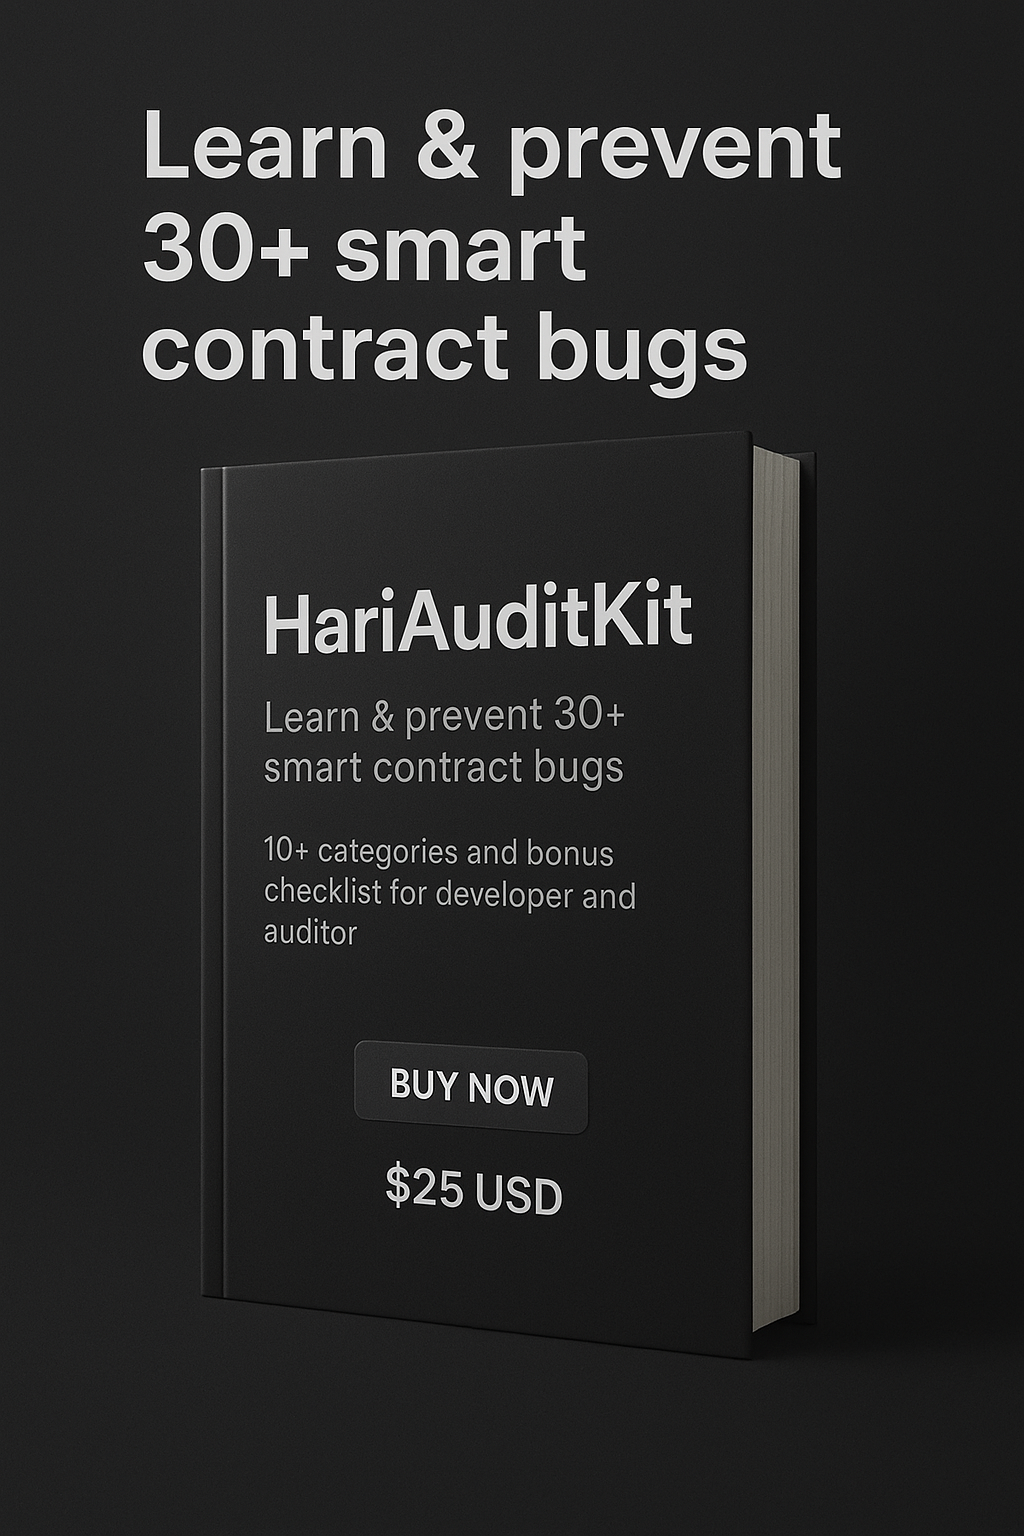 Learn & prevent
30+ smart
contract bugs
HariAuditKit
Learn & prevent 30+
smart contract bugs
10+ categories and bonus
checklist for developer and
auditor
BUY NOW
$25 USD